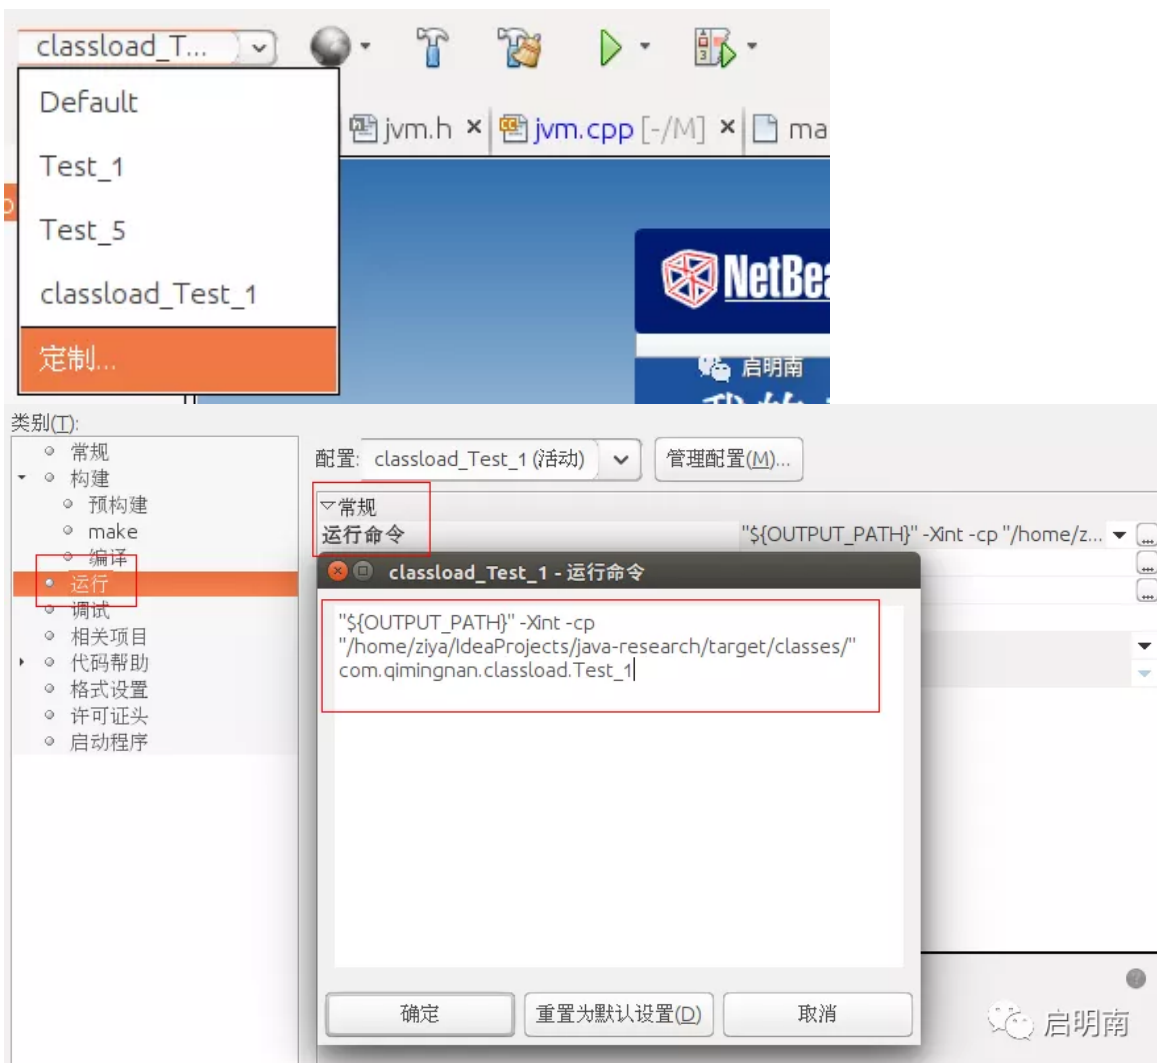 classload_T...
Default
Test_1
Test_5
classload_Test_1
定制...
jvm.h
jvm.cpp [-/M]
ma
NetBea
启明南
类别(T):
常规
构建
预构建
make
编译
运行
调试
相关项目
代码帮助
格式设置
许可证头
启动程序
配置: classload_Test_1 (活动)
管理配置(M)...
常规
运行命令
"${OUTPUT_PATH}" -Xint -cp "/home/z...
classload_Test_1 - 运行命令
"${OUTPUT_PATH}" -Xint -cp
"/home/ziya/IdeaProjects/java-research/target/classes/"
com.qimingnan.classload.Test_1
确定
重置为默认设置(D)
取消
启明南